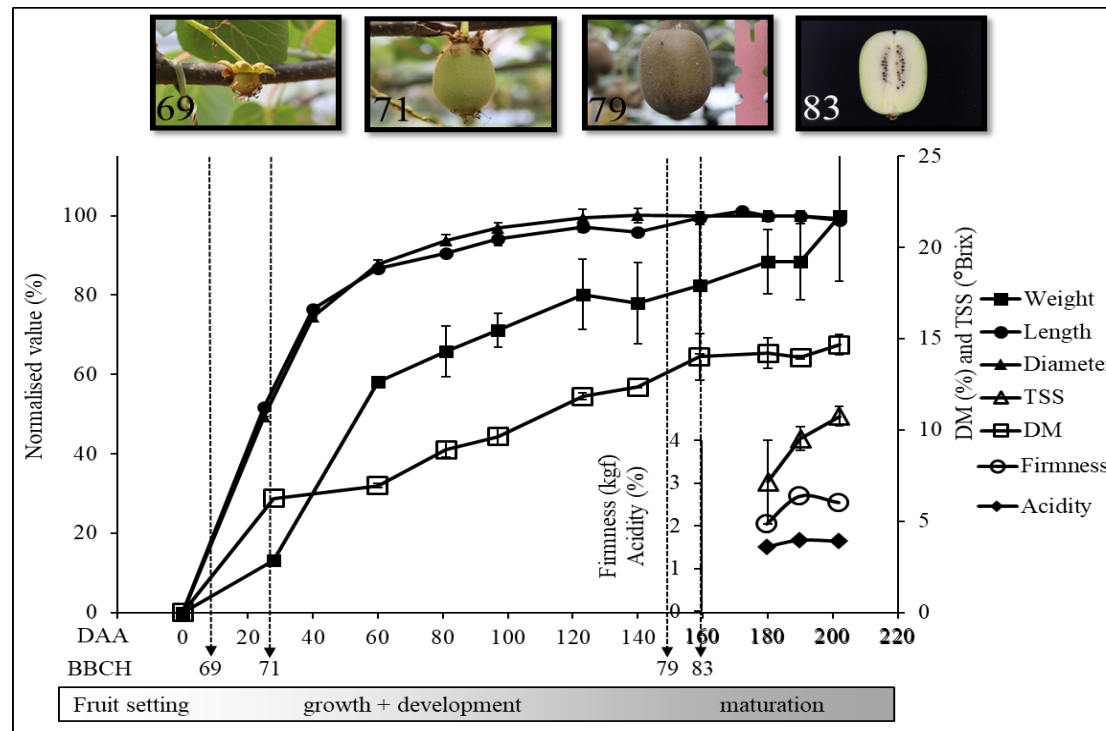 69 71 79 83
Normalised value (%)
100
80
60
40
20
0
Firmness (kgf)
Acidity (%)
4
3
2
1
0
25
20
15
10
5
0
DM (%) and TSS (°Brix)
Weight
Length
Diameter
TSS
DM
Firmness
Acidity
DAA 0 20 40 60 80 100 120 140 160 180 200 220
BBCH 69 71 79 83
Fruit setting growth + development maturation